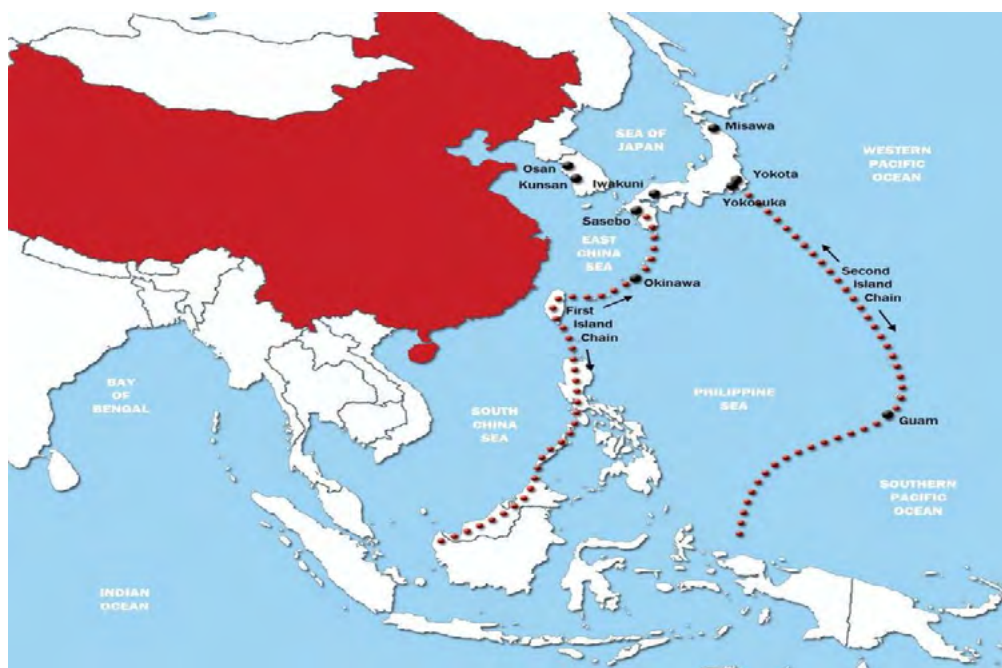 Misawa
SEA OF
JAPAN
WESTERN
PACIFIC
OCEAN
Osan
Kunsan
Iwakuni
Yokota
Yokosuka
Sasebo
EAST
CHINA
SEA
Second
Island
Chain
Okinawa
First
Island
Chain
BAY
OF
BENGAL
PHILIPPINE
SEA
SOUTH
CHINA
SEA
Guam
SOUTHERN
PACIFIC
OCEAN
INDIAN
OCEAN